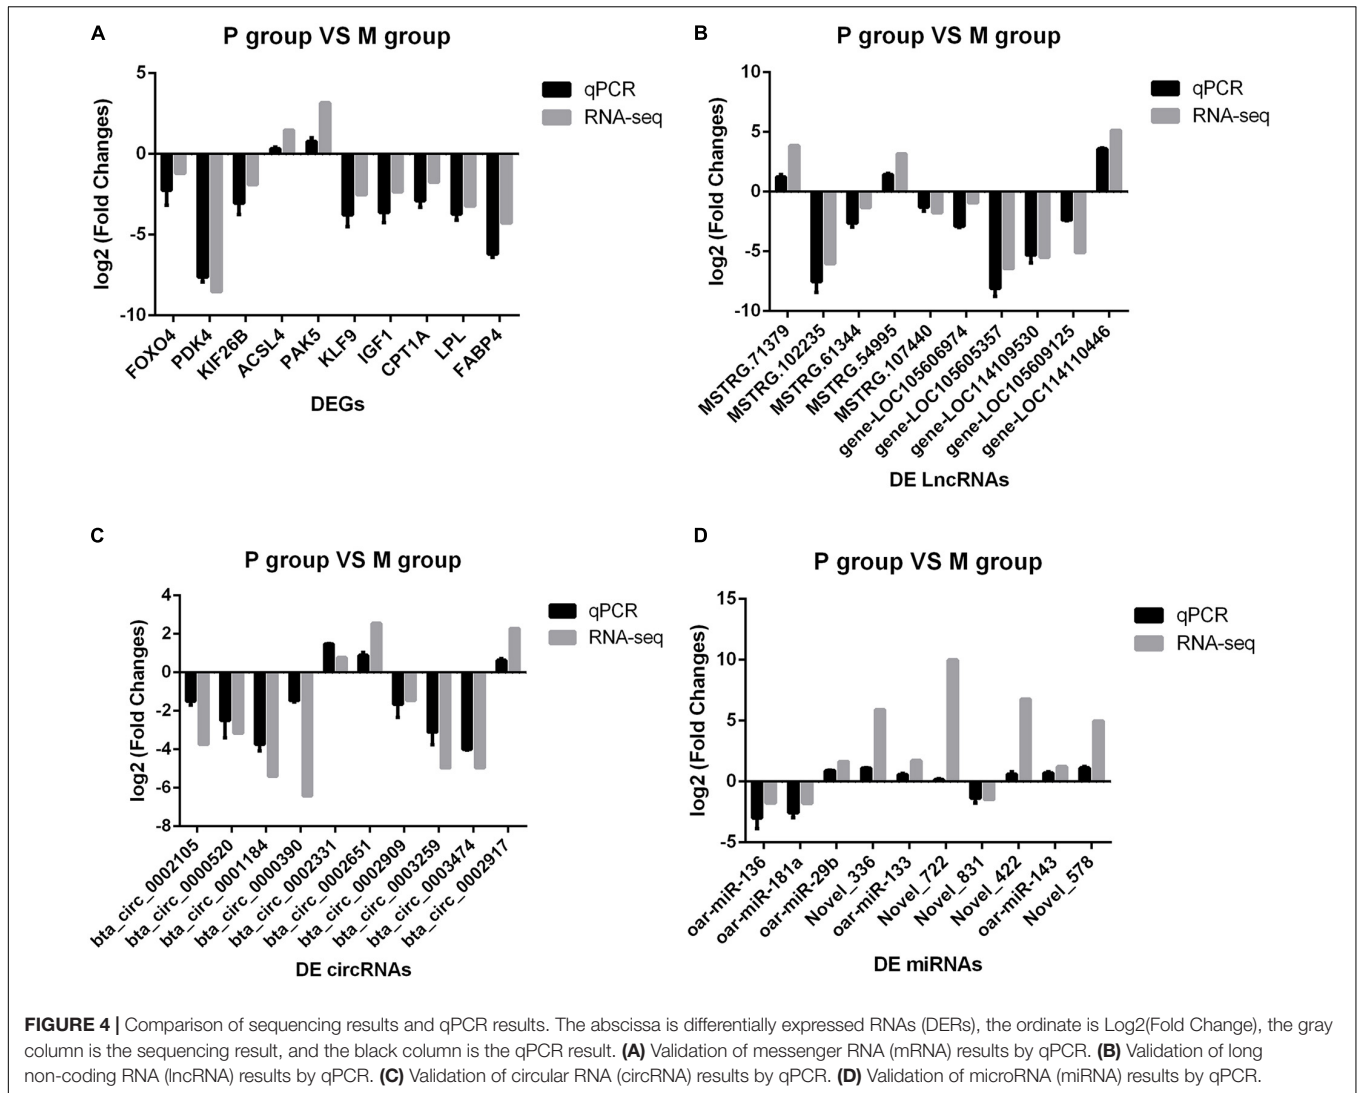 A
P group VS M group
5
0
-5
-10
log2 (Fold Changes)
qPCR
RNA-seq
FOXO4
PDK4
KIF26B
ACSL4
PAK5
KLF9
IGF1
CPT1A
LPL
FABP4
DEGs
B
P group VS M group
10
5
0
-5
-10
log2 (Fold Changes)
qPCR
RNA-seq
MSTRG.71379
MSTRG.102235
MSTRG.61344
MSTRG.54995
MSTRG.107440
gene-LOC105606974
gene-LOC105605357
gene-LOC114109530
gene-LOC105609125
gene-LOC114110446
DE LncRNAs
C
P group VS M group
4
2
0
-2
-4
-6
-8
log2 (Fold Changes)
qPCR
RNA-seq
bta_circ_0002105
bta_circ_0000520
bta_circ_0001184
bta_circ_0000390
bta_circ_0002331
bta_circ_0002651
bta_circ_0002909
bta_circ_0003259
bta_circ_0003474
bta_circ_0002917
DE circRNAs
D
P group VS M group
15
10
5
0
-5
log2 (Fold Changes)
qPCR
RNA-seq
oar-miR-136
oar-miR-181a
oar-miR-29b
Novel_336
oar-miR-133
Novel_722
Novel_831
Novel_422
oar-miR-143
Novel_578
DE miRNAs
FIGURE 4 | Comparison of sequencing results and qPCR results. The abscissa is differentially expressed RNAs (DERs), the ordinate is Log2(Fold Change), the gray
column is the sequencing result, and the black column is the qPCR result. (A) Validation of messenger RNA (mRNA) results by qPCR. (B) Validation of long
non-coding RNA (lncRNA) results by qPCR. (C) Validation of circular RNA (circRNA) results by qPCR. (D) Validation of microRNA (miRNA) results by qPCR.